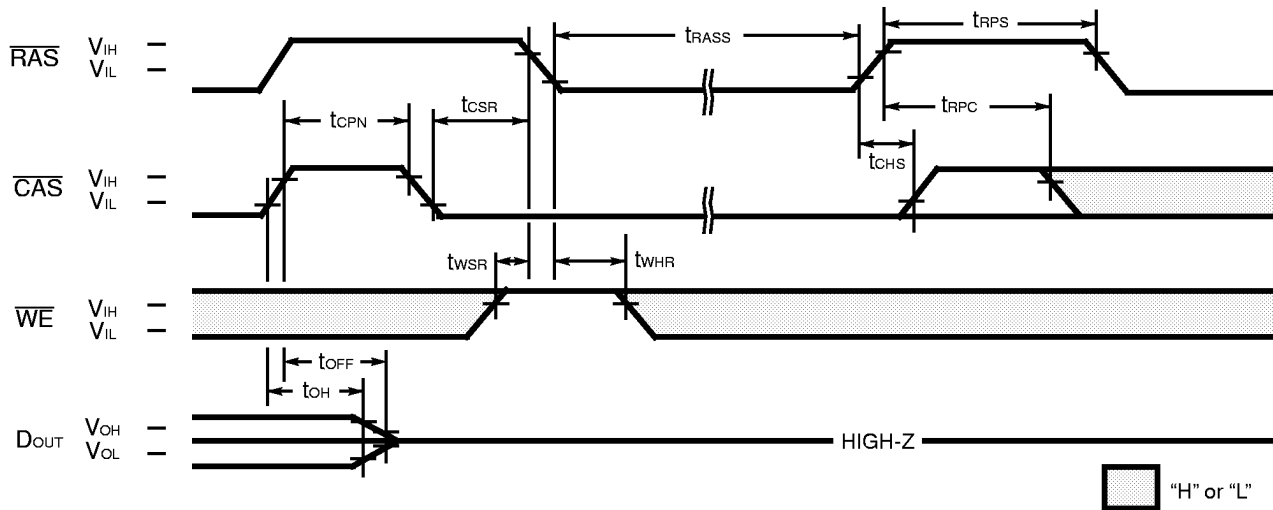 RAS VIH
VIL
tRASS
tRPS
tCPN
tCSR
tRPC
tCHS
CAS VIH
VIL
tWSR
tWHR
WE VIH
VIL
tOFF
tOH
DOUT VOH
VOL
HIGH-Z
“H” or “L”